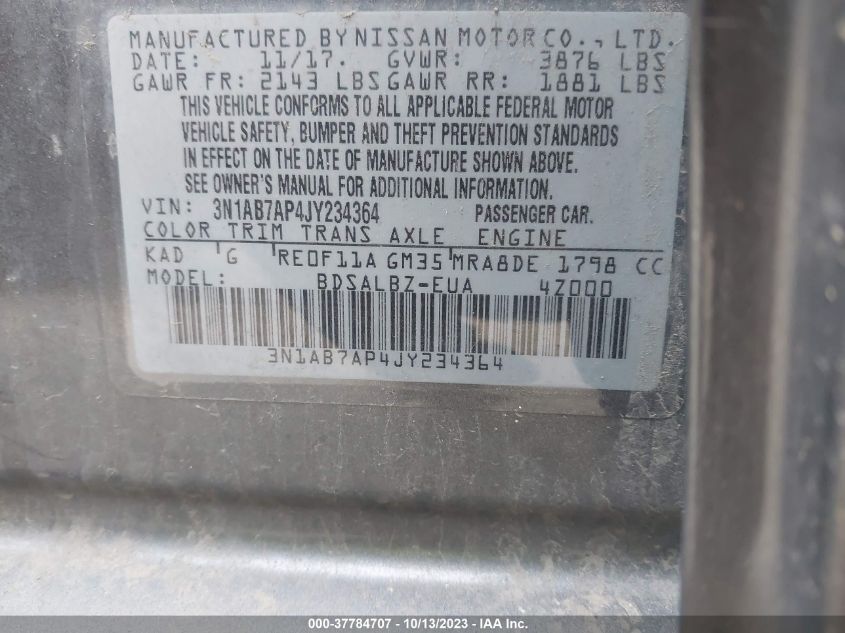 MANUFACTURED BY NISSAN MOTOR CO., LTD.
DATE: 11/17. GVWR: 3876 LBS
GAWR FR: 2143 LBS GAWR RR: 1881 LBS
THIS VEHICLE CONFORMS TO ALL APPLICABLE FEDERAL MOTOR
VEHICLE SAFETY, BUMPER AND THEFT PREVENTION STANDARDS
IN EFFECT ON THE DATE OF MANUFACTURE SHOWN ABOVE.
SEE OWNER'S MANUAL FOR ADDITIONAL INFORMATION.
VIN: 3N1AB7AP4JY234364 PASSENGER CAR.
COLOR TRIM TRANS AXLE ENGINE
KAD G RE0F11A GM35 MRA8DE 1798 CC
MODEL: BDSALBZ-EUA 4Z000
3N1AB7AP4JY234364
000-37784707 - 10/13/2023 - IAA Inc.